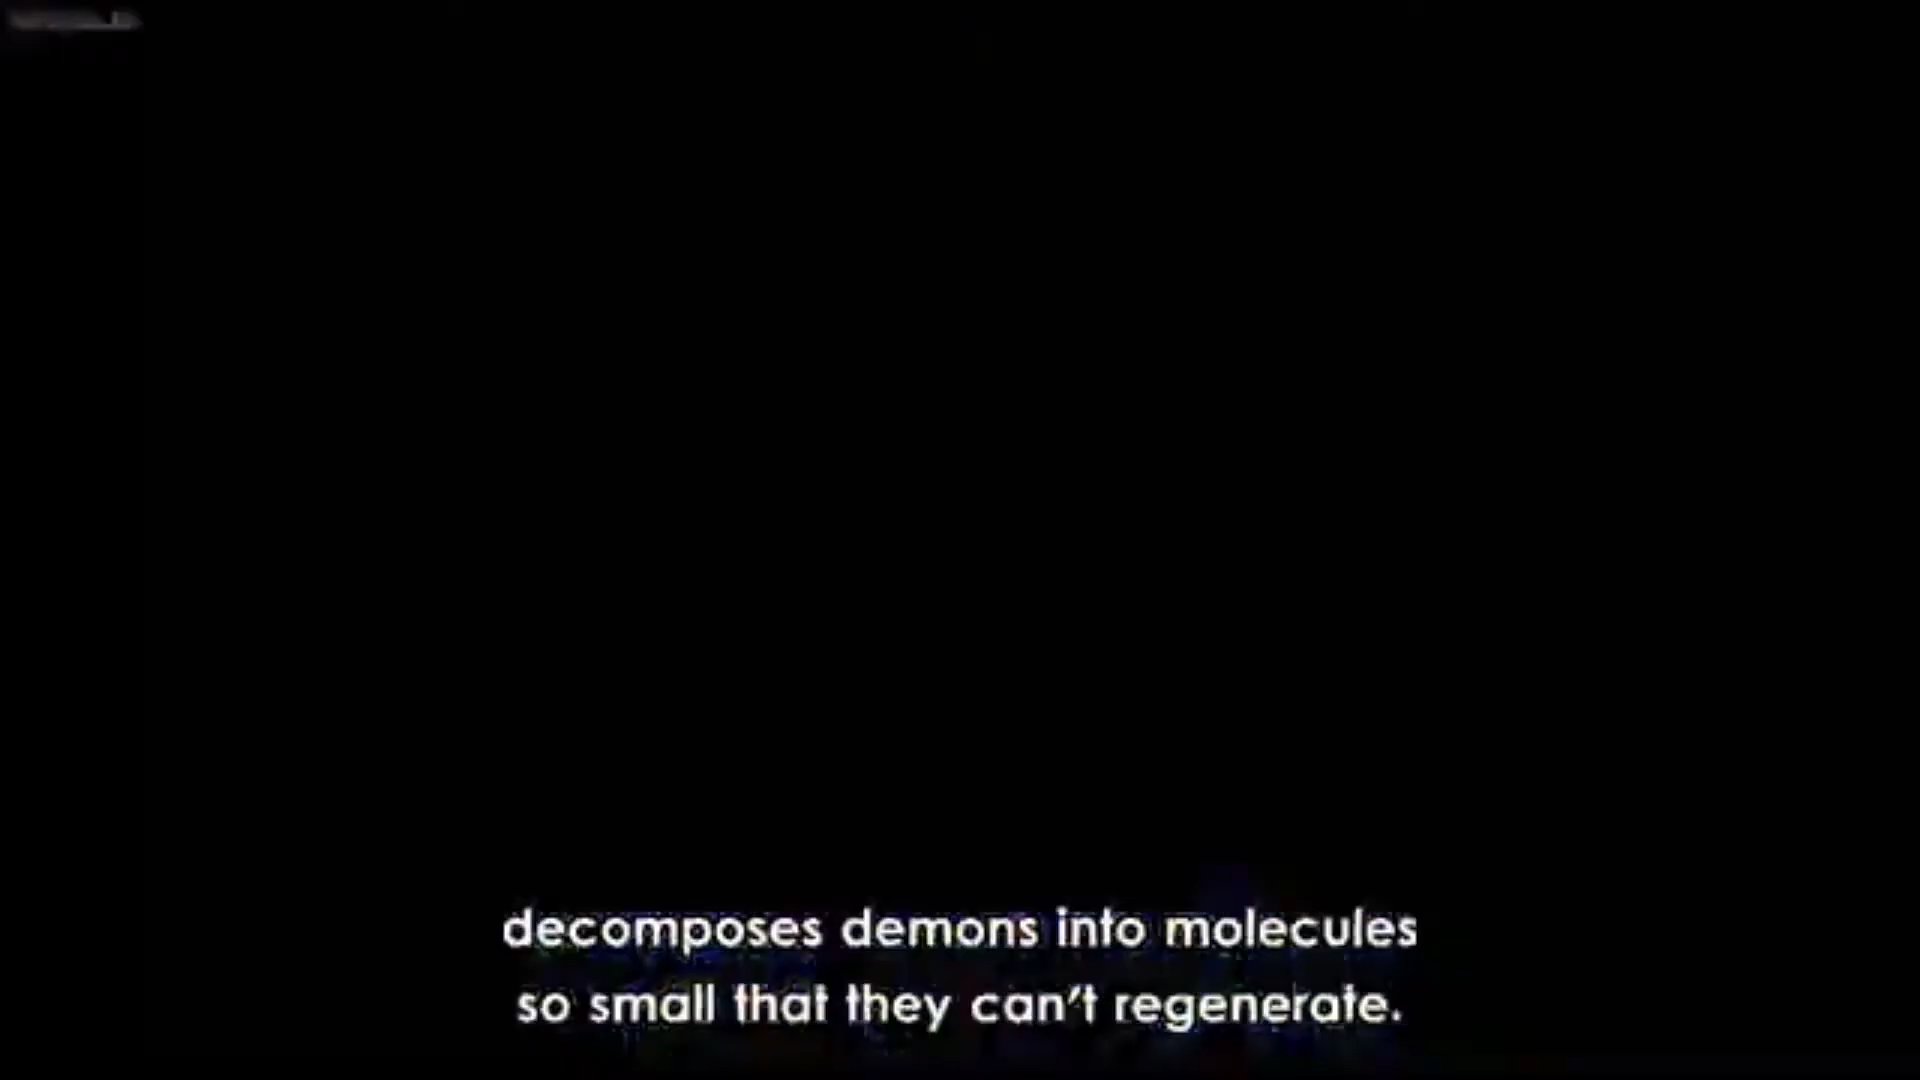 decomposes demons into molecules
so small that they can't regenerate.